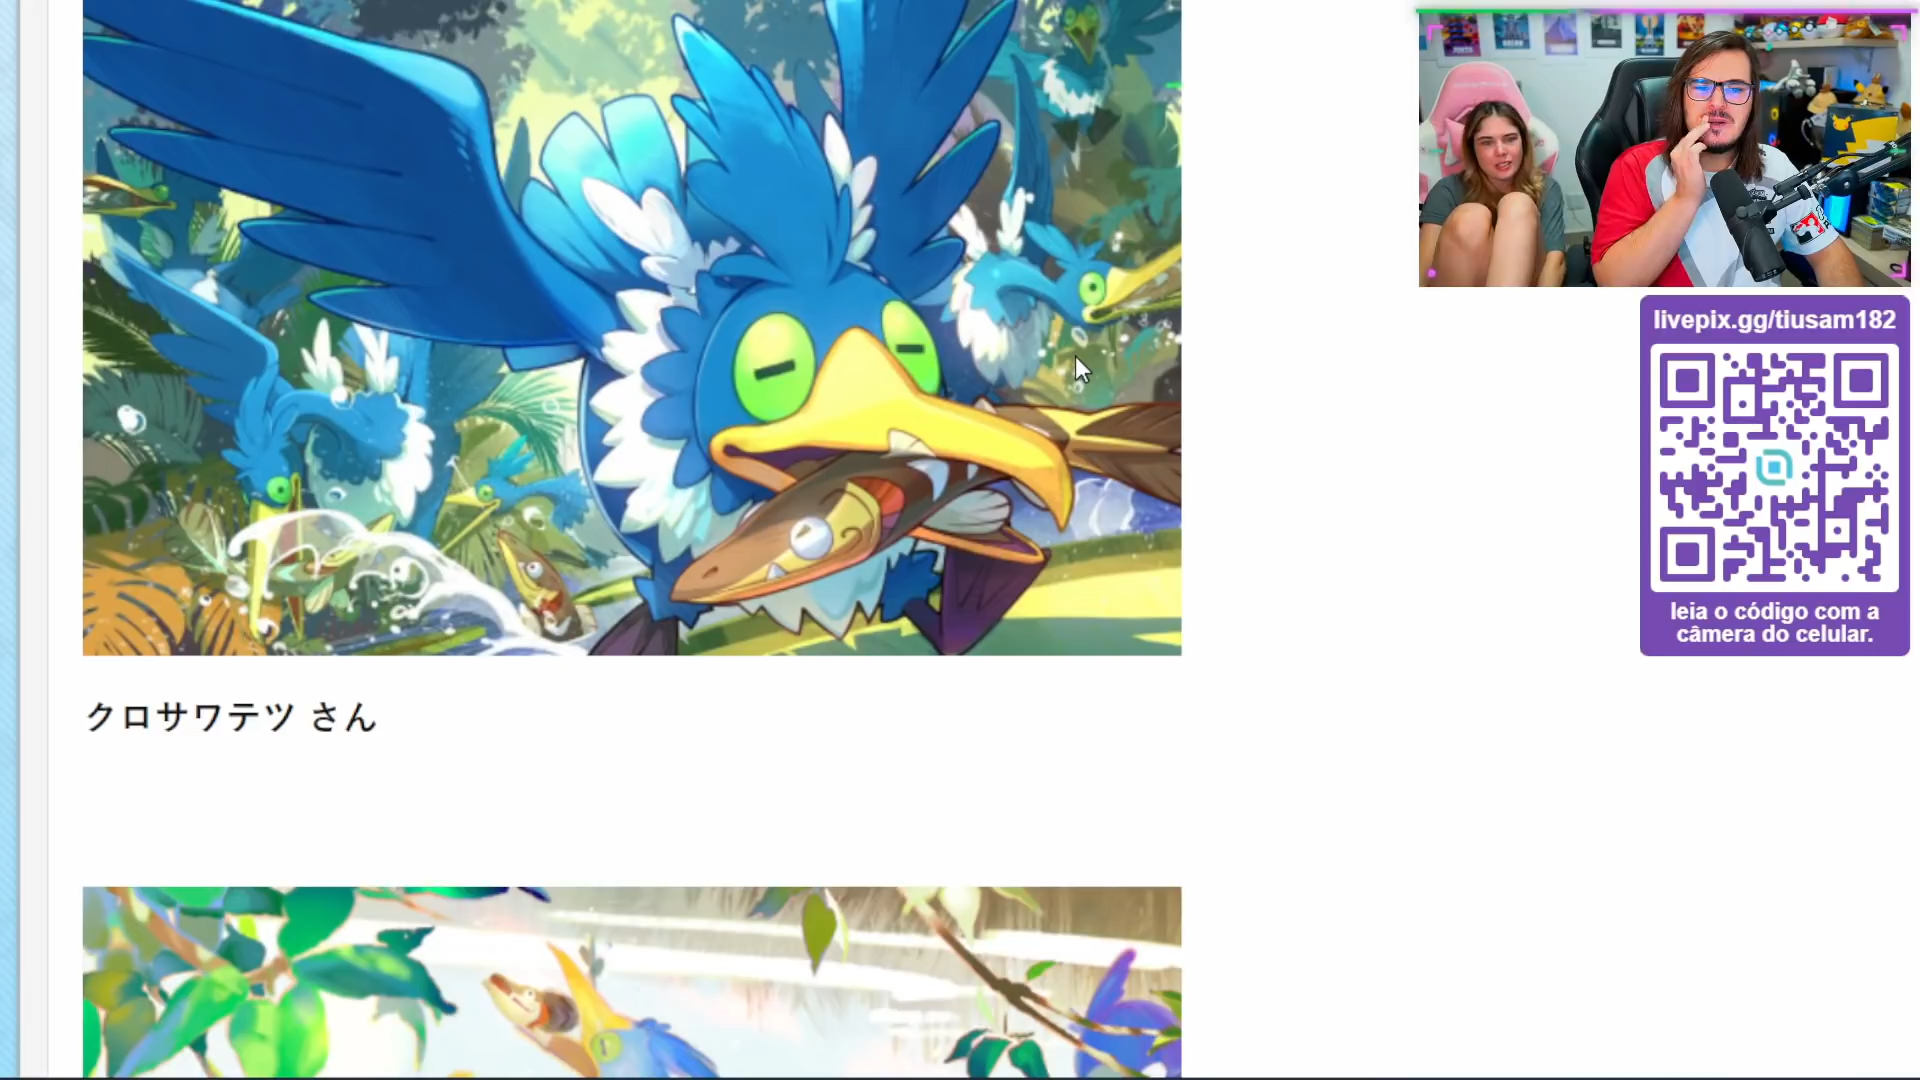 livepix.gg/tiusam182
leia o código com a
câmera do celular.
クロサワテツ さん